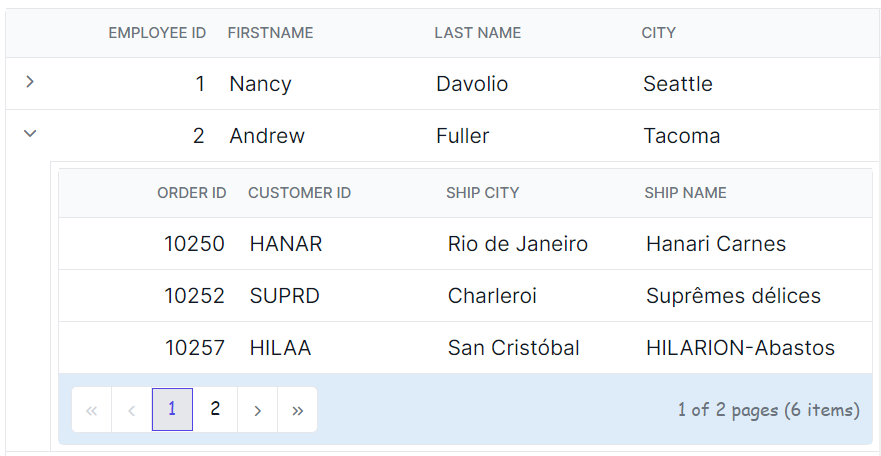 EMPLOYEE ID FIRSTNAME LAST NAME CITY
1 Nancy Davolio Seattle
2 Andrew Fuller Tacoma
ORDER ID CUSTOMER ID SHIP CITY SHIP NAME
10250 HANAR Rio de Janeiro Hanari Carnes
10252 SUPRD Charleroi Suprêmes délices
10257 HILAA San Cristóbal HILARION-Abastos
« ‹ 1 2 › » 1 of 2 pages (6 items)